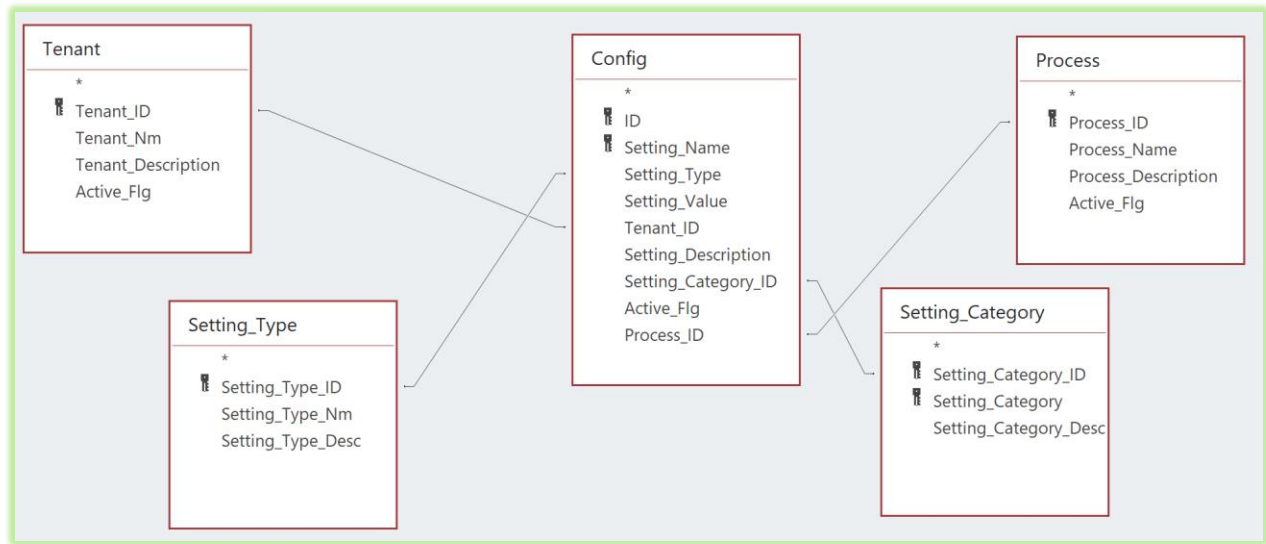 Tenant
*
Tenant_ID
Tenant_Nm
Tenant_Description
Active_Flg
Config
*
ID
Setting_Name
Setting_Type
Setting_Value
Tenant_ID
Setting_Description
Setting_Category_ID
Active_Flg
Process_ID
Process
*
Process_ID
Process_Name
Process_Description
Active_Flg
Setting_Type
*
Setting_Type_ID
Setting_Type_Nm
Setting_Type_Desc
Setting_Category
*
Setting_Category_ID
Setting_Category
Setting_Category_Desc